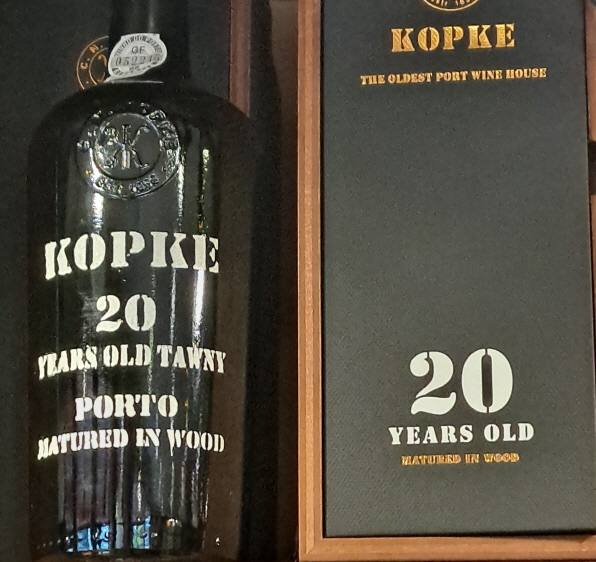 C. N.
KOPKE
20
YEARS OLD TAWNY
PORTO
MATURED IN WOOD
KOPKE
THE OLDEST PORT WINE HOUSE
20
YEARS OLD
MATURED IN WOOD